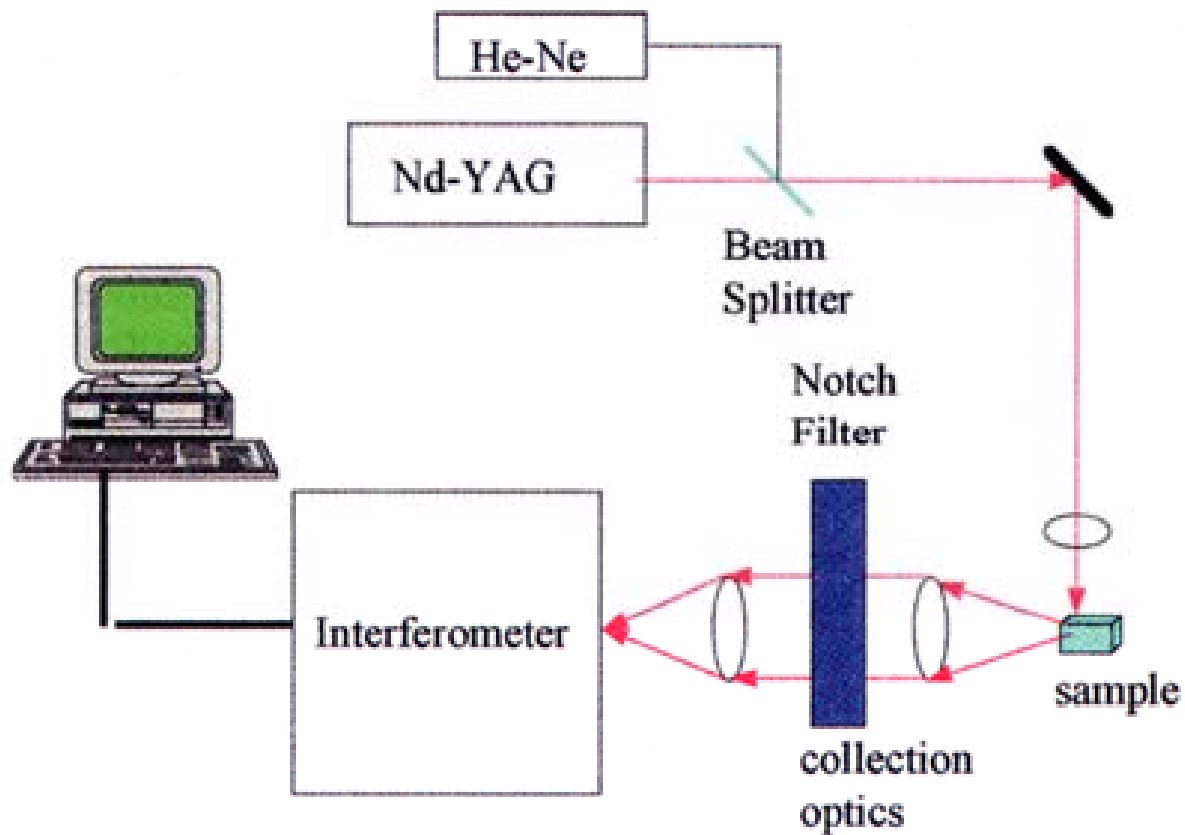 He-Ne
Nd-YAG
Beam
Splitter
Notch
Filter
Interferometer
sample
collection
optics